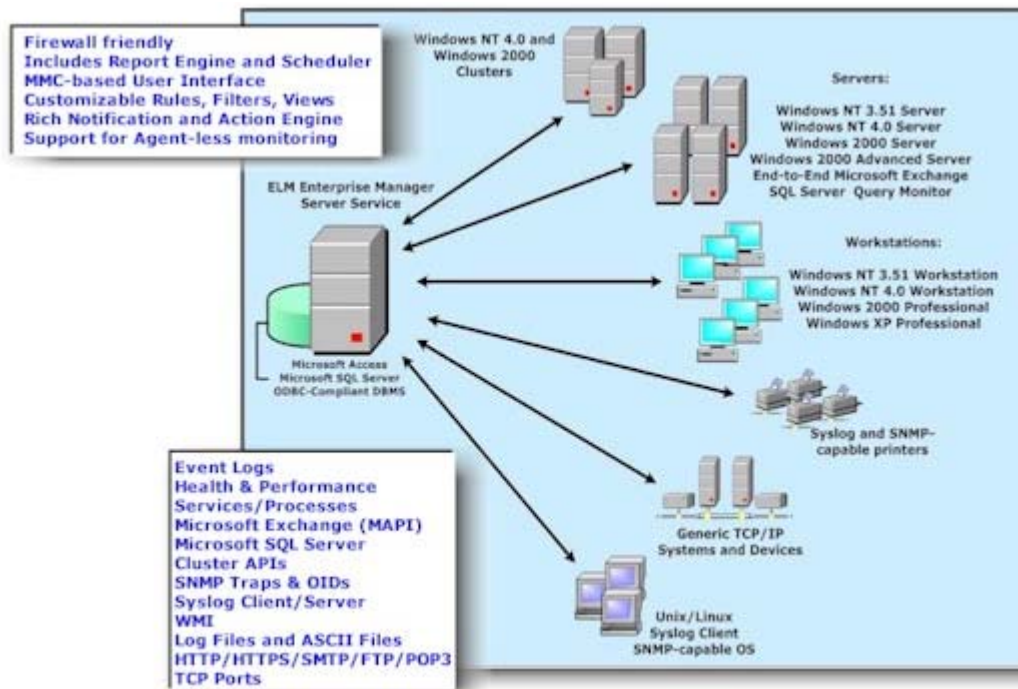 Firewall friendly
Includes Report Engine and Scheduler
MMC-based User Interface
Customizable Rules, Filters, Views
Rich Notification and Action Engine
Support for Agent-less monitoring
Windows NT 4.0 and
Windows 2000
Clusters
Servers:
Windows NT 3.51 Server
Windows NT 4.0 Server
Windows 2000 Server
Windows 2000 Advanced Server
End-to-End Microsoft Exchange
SQL Server Query Monitor
ELM Enterprise Manager
Server Service
Microsoft Access
Microsoft SQL Server
ODBC-Compliant DBMS
Workstations:
Windows NT 3.51 Workstation
Windows NT 4.0 Workstation
Windows 2000 Professional
Windows XP Professional
Syslog and SNMP-
capable printers
Generic TCP/IP
Systems and Devices
Unix/Linux
Syslog Client
SNMP-capable OS
Event Logs
Health & Performance
Services/Processes
Microsoft Exchange (MAPI)
Microsoft SQL Server
Cluster APIs
SNMP Traps & OIDs
Syslog Client/Server
WMI
Log Files and ASCII Files
HTTP/HTTPS/SMTP/FTP/POP3
TCP Ports